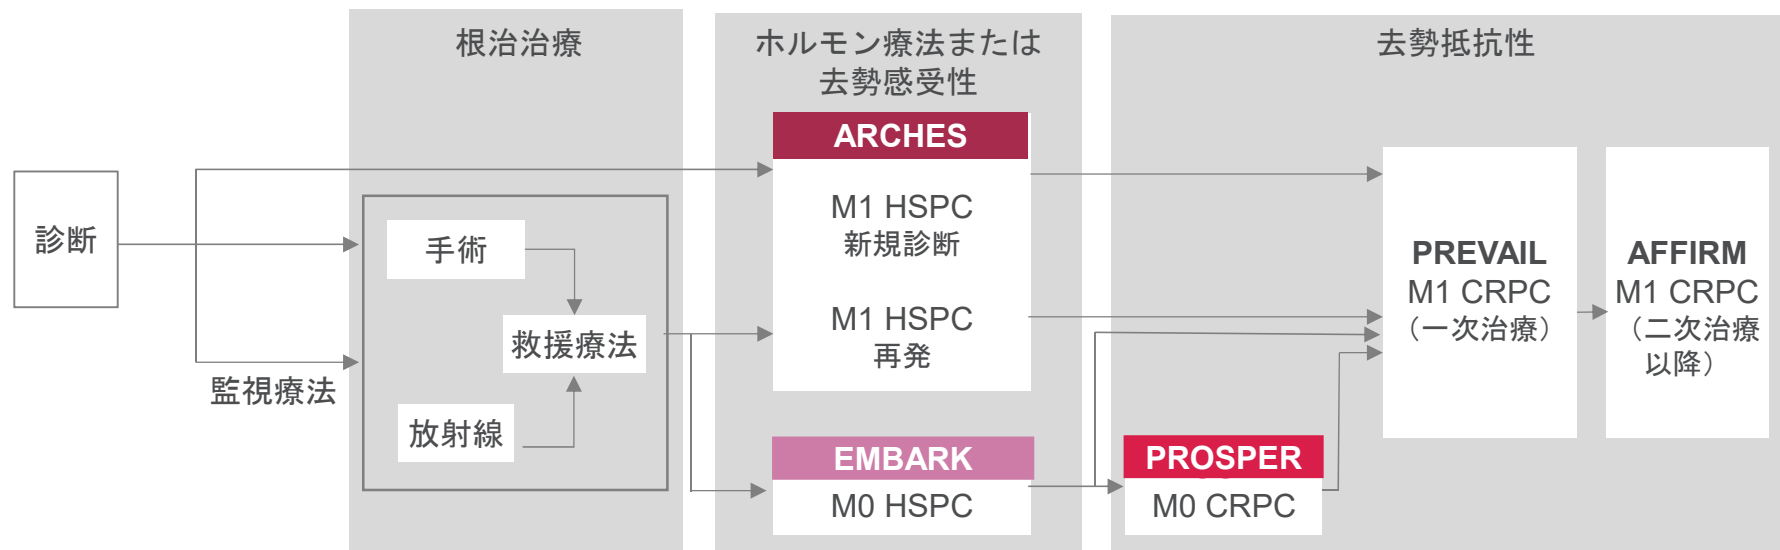 根治治療
ホルモン療法または
去勢感受性
去勢抵抗性
診断
監視療法
手術
救援療法
放射線
ARCHES
M1 HSPC
新規診断
M1 HSPC
再発
EMBARK
M0 HSPC
PROSPER
M0 CRPC
PREVAIL
M1 CRPC
（一次治療）
AFFIRM
M1 CRPC
（二次治療
以降）